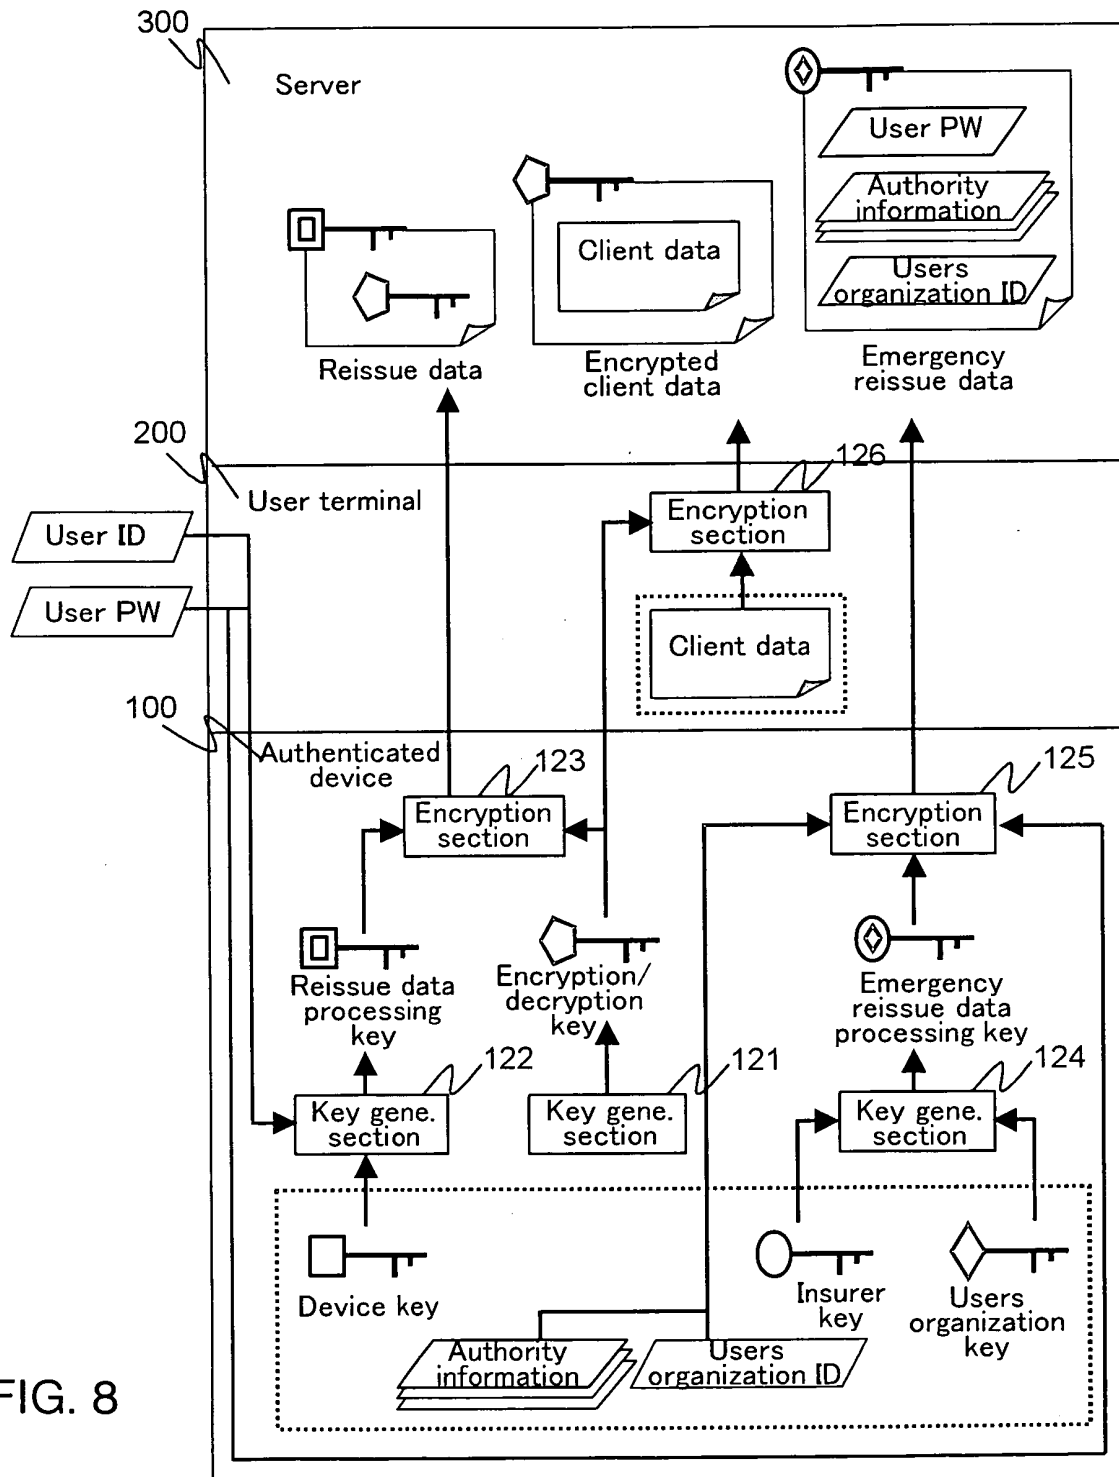 300
Server
User PW
Authority
information
Users
organization ID
Client data
Reissue data
Encrypted
client data
Emergency
reissue data
200
User terminal
126
Encryption
section
User ID
User PW
Client data
100
Authenticated
device
123
Encryption
section
125
Encryption
section
Reissue data
processing
key
Encryption/
decryption
key
Emergency
reissue data
processing key
122
Key gene.
section
121
Key gene.
section
124
Key gene.
section
Device key
Insurer
key
Users
organization
key
Authority
information
Users
organization ID
FIG. 8